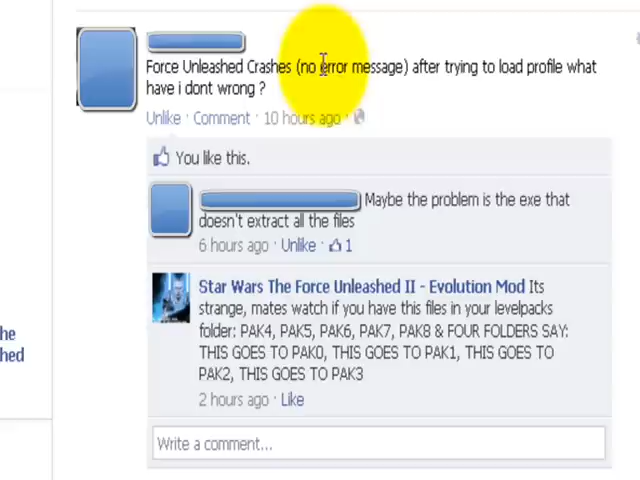 Force Unleashed Crashes (no error message) after trying to load profile what
have i dont wrong ?
Unlike · Comment · 10 hours ago ·
You like this.
Maybe the problem is the exe that
doesn't extract all the files
6 hours ago · Unlike · 1
Star Wars The Force Unleashed II - Evolution Mod Its
strange, mates watch if you have this files in your levelpacks
folder: PAK4, PAK5, PAK6, PAK7, PAK8 & FOUR FOLDERS SAY:
THIS GOES TO PAK0, THIS GOES TO PAK1, THIS GOES TO
PAK2, THIS GOES TO PAK3
2 hours ago · Like
Write a comment...
he
hed